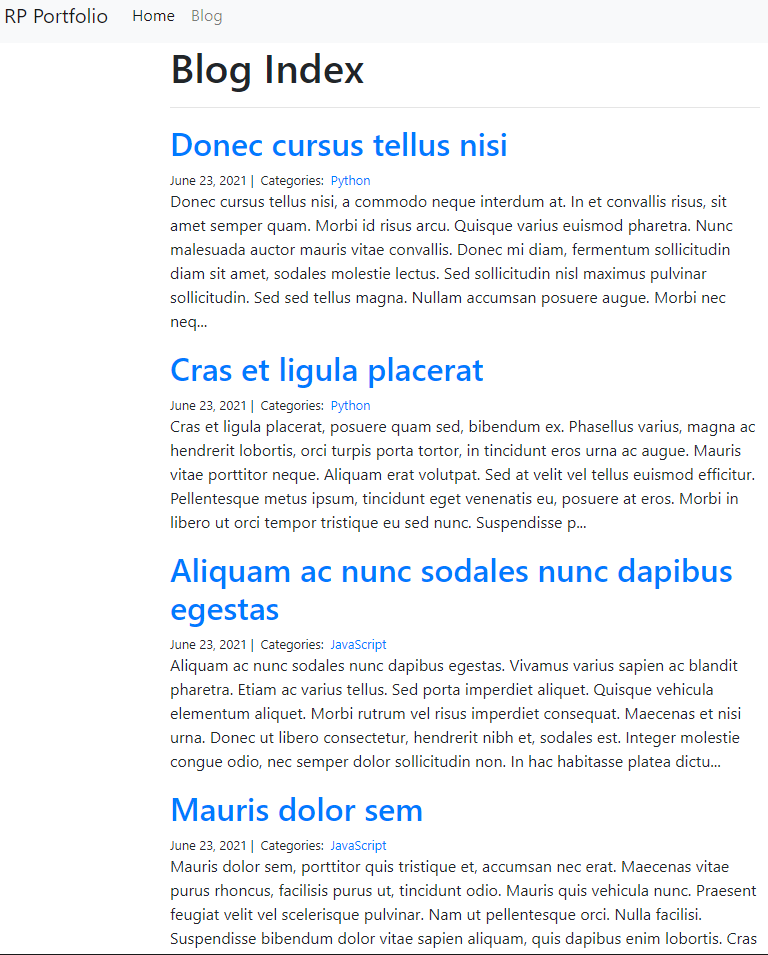 RP Portfolio Home Blog
Blog Index
Donec cursus tellus nisi
June 23, 2021 | Categories: Python
Donec cursus tellus nisi, a commodo neque interdum at. In et convallis risus, sit
amet semper quam. Morbi id risus arcu. Quisque varius euismod pharetra. Nunc
malesuada auctor mauris vitae convallis. Donec mi diam, fermentum sollicitudin
diam sit amet, sodales molestie lectus. Sed sollicitudin nisl maximus pulvinar
sollicitudin. Sed sed tellus magna. Nullam accumsan posuere augue. Morbi nec
neq...
Cras et ligula placerat
June 23, 2021 | Categories: Python
Cras et ligula placerat, posuere quam sed, bibendum ex. Phasellus varius, magna ac
hendrerit lobortis, orci turpis porta tortor, in tincidunt eros urna ac augue. Mauris
vitae porttitor neque. Aliquam erat volutpat. Sed at velit vel tellus euismod efficitur.
Pellentesque metus ipsum, tincidunt eget venenatis eu, posuere at eros. Morbi in
libero ut orci tempor tristique eu sed nunc. Suspendisse p...
Aliquam ac nunc sodales nunc dapibus
egestas
June 23, 2021 | Categories: JavaScript
Aliquam ac nunc sodales nunc dapibus egestas. Vivamus varius sapien ac blandit
pharetra. Etiam ac varius tellus. Sed porta imperdiet aliquet. Quisque vehicula
elementum aliquet. Morbi rutrum vel risus imperdiet consequat. Maecenas et nisi
urna. Donec ut libero consectetur, hendrerit nibh et, sodales est. Integer molestie
congue odio, nec semper dolor sollicitudin non. In hac habitasse platea dictu...
Mauris dolor sem
June 23, 2021 | Categories: JavaScript
Mauris dolor sem, porttitor quis tristique et, accumsan nec erat. Maecenas vitae
purus rhoncus, facilisis purus ut, tincidunt odio. Mauris quis vehicula nunc. Praesent
feugiat velit vel scelerisque pulvinar. Nam ut pellentesque orci. Nulla facilisi.
Suspendisse bibendum dolor vitae sapien aliquam, quis dapibus enim lobortis. Cras